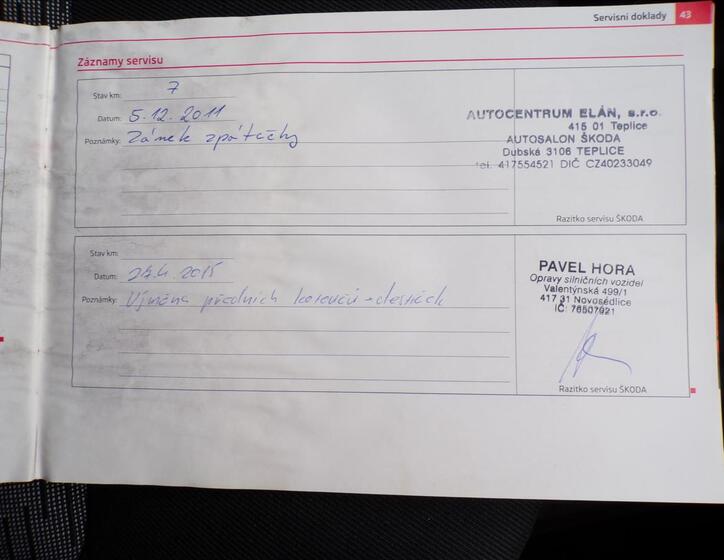 Servisní doklady 43
Záznamy servisu
Stav km: 7
Datum: 5.12.2011
Poznámky: Zámek zpátečky
AUTOCENTRUM ELÁN, s.r.o.
415 01 Teplice
AUTOSALON ŠKODA
Dubská 3106 TEPLICE
tel. 417554521 DIČ CZ40233049
Razítko servisu ŠKODA
Stav km:
Datum: 2015
Poznámky: Výměna předních kotoučů + destiček
PAVEL HORA
Opravy silničních vozidel
Valentýnská 499/1
417 31 Novosedlice
IČ: 76507921
Razítko servisu ŠKODA